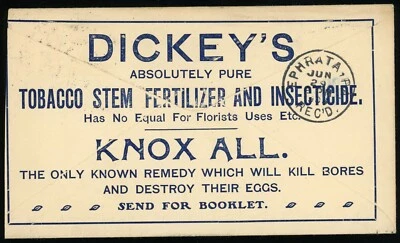 DICKEY'S
ABSOLUTELY PURE
TOBACCO STEM FERTILIZER AND INSECTICIDE.
Has No Equal For Florists Uses Etc.
KNOX ALL.
THE ONLY KNOWN REMEDY WHICH WILL KILL BORES
AND DESTROY THEIR EGGS.
SEND FOR BOOKLET.
EPHRATA
JUN
REC'D.